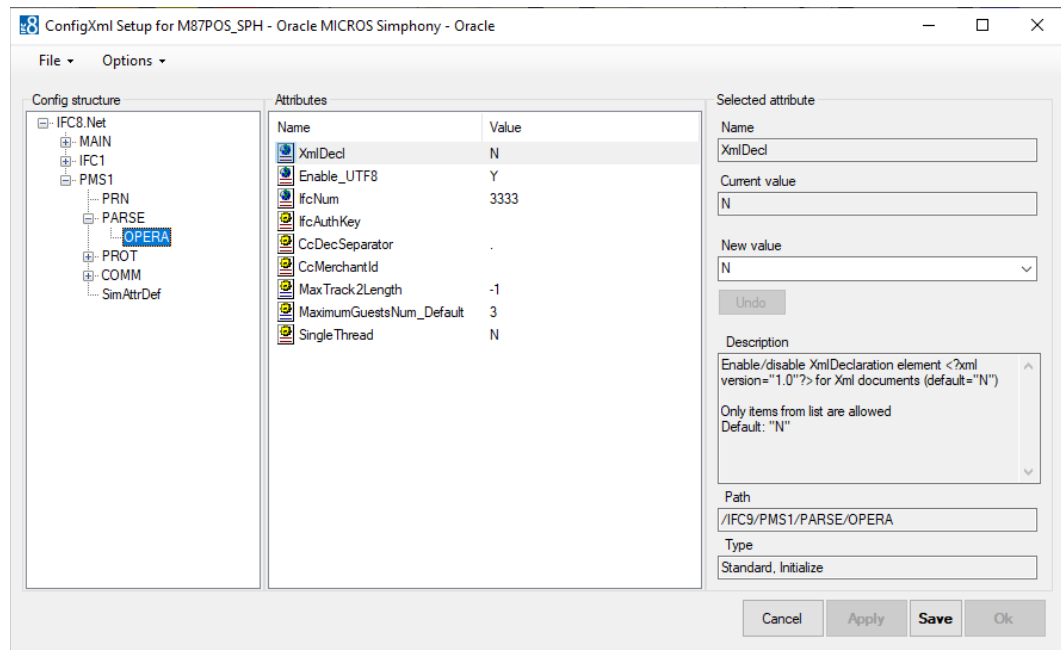 ConfigXml Setup for M87POS_SPH - Oracle MICROS Simphony - Oracle
File Options
Config structure
IFC8.Net
MAIN
IFC1
PMS1
PRN
PARSE
OPERA
PROT
COMM
SimAttrDef
Attributes
Name Value
XmlDecl N
Enable_UTF8 Y
IfcNum 3333
IfcAuthKey
CcDecSeparator .
CcMerchantId
MaxTrack2Length -1
MaximumGuestsNum_Default 3
SingleThread N
Selected attribute
Name
XmlDecl
Current value
N
New value
N
Undo
Description
Enable/disable XmlDeclaration element <?xml
version="1.0"?> for Xml documents (default="N")
Only items from list are allowed
Default: "N"
Path
/IFC9/PMS1/PARSE/OPERA
Type
Standard, Initialize
Cancel Apply Save Ok